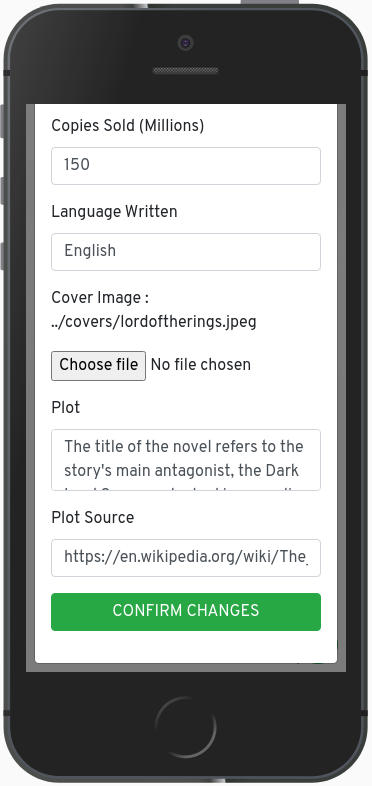 Copies Sold (Millions)
150
Language Written
English
Cover Image :
../covers/lordoftherings.jpeg
Choose file No file chosen
Plot
The title of the novel refers to the
story's main antagonist, the Dark
Plot Source
https://en.wikipedia.org/wiki/The_
CONFIRM CHANGES